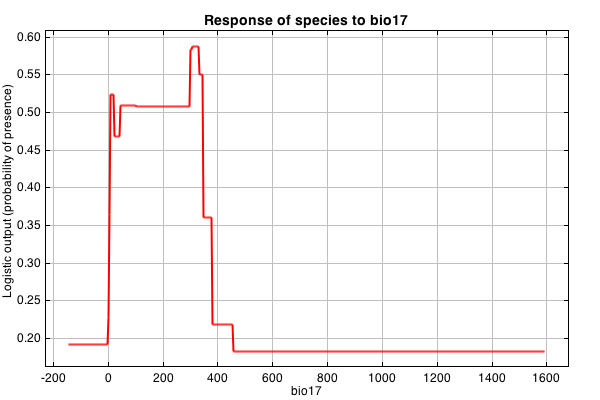 Response of species to bio17
Logistic output (probability of presence)
0.60
0.55
0.50
0.45
0.40
0.35
0.30
0.25
0.20
-200 0 200 400 600 800 1000 1200 1400 1600
bio17